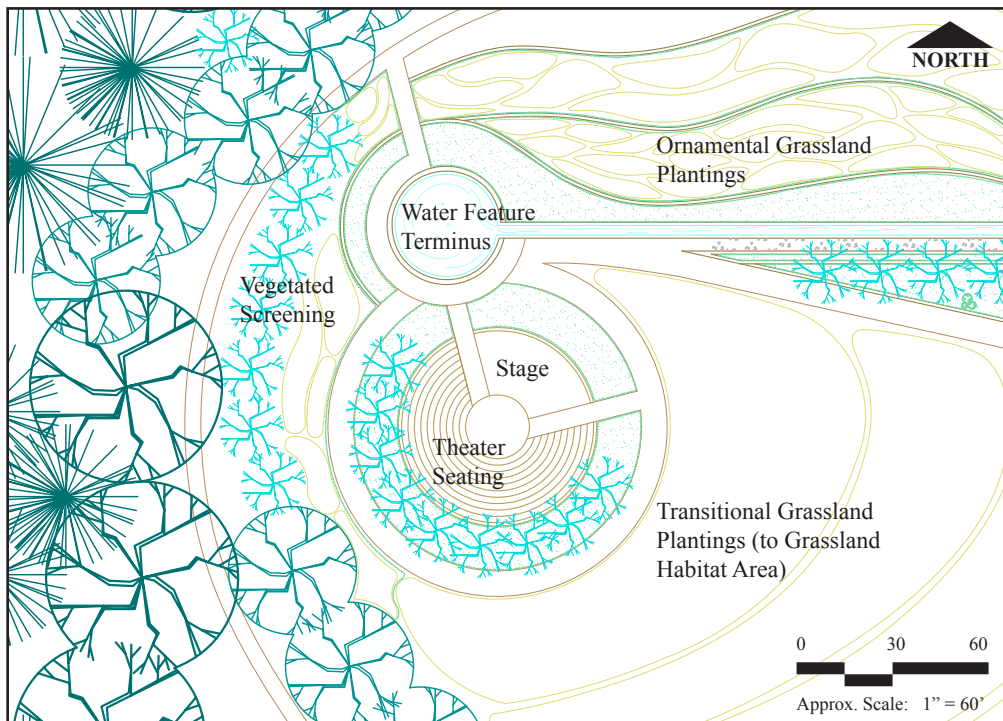 NORTH
Ornamental Grassland
Plantings
Water Feature
Terminus
Vegetated
Screening
Stage
Theater
Seating
Transitional Grassland
Plantings (to Grassland
Habitat Area)
0 30 60
Approx. Scale: 1” = 60’